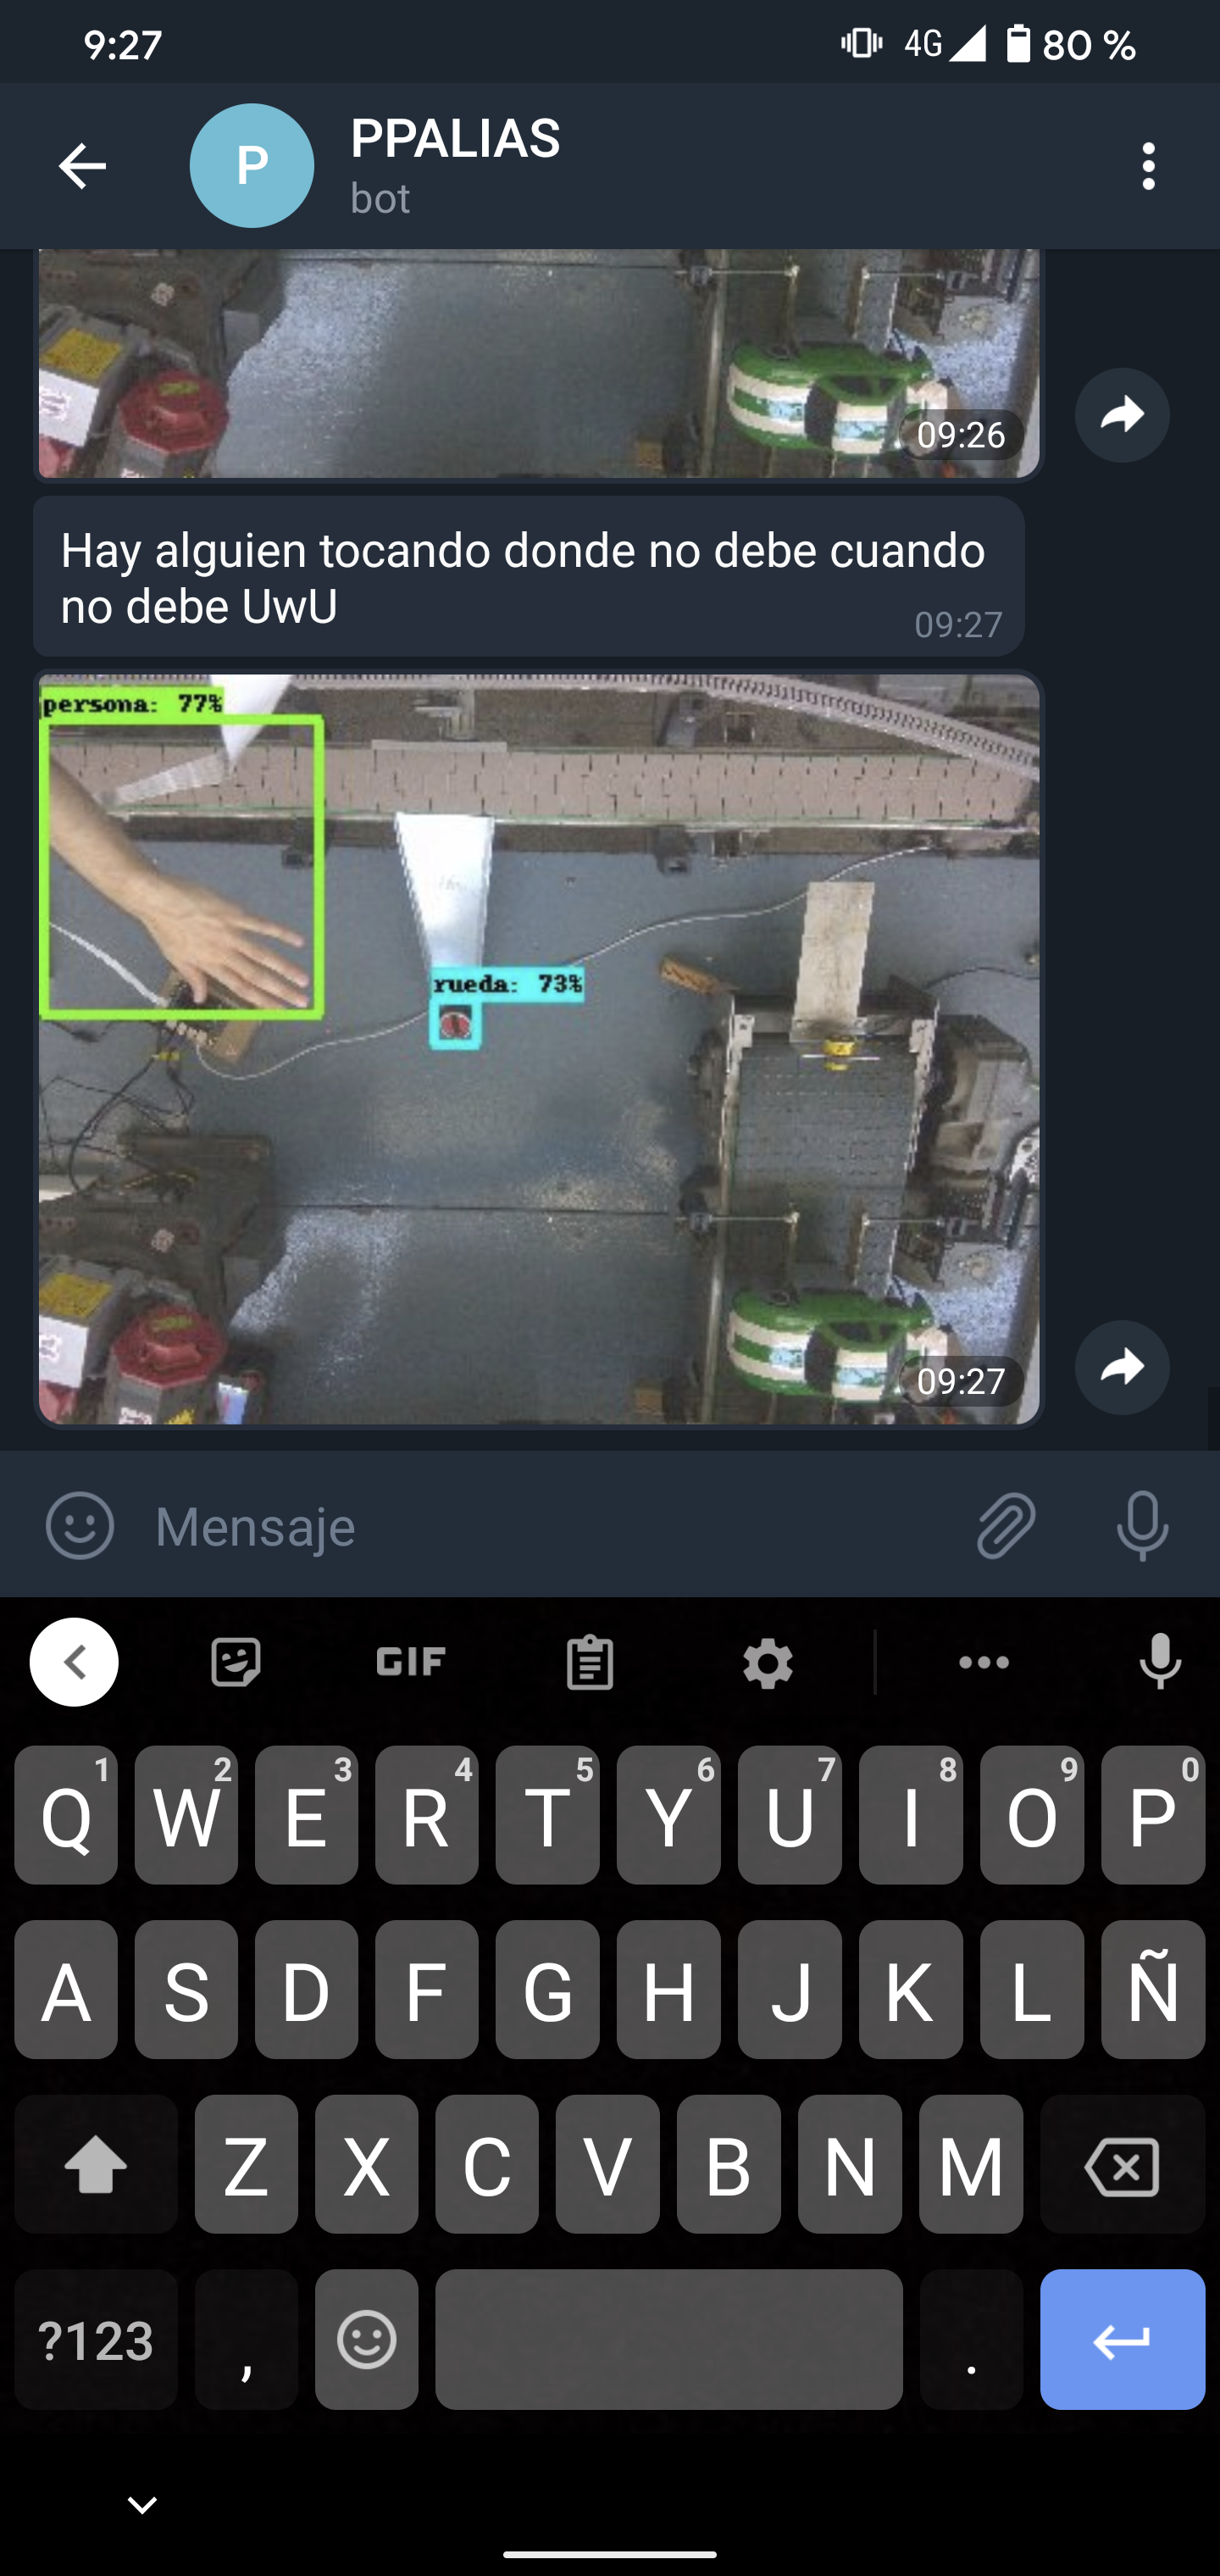 9:27
4G
80 %
P
PPALIAS
bot
09:26
Hay alguien tocando donde no debe cuando
no debe UwU
09:27
persona: 77%
rueda: 73%
09:27
Mensaje
GIF
1 2 3 4 5 6 7 8 9 0
Q W E R T Y U I O P
A S D F G H J K L Ñ
Z X C V B N M
?123 , .